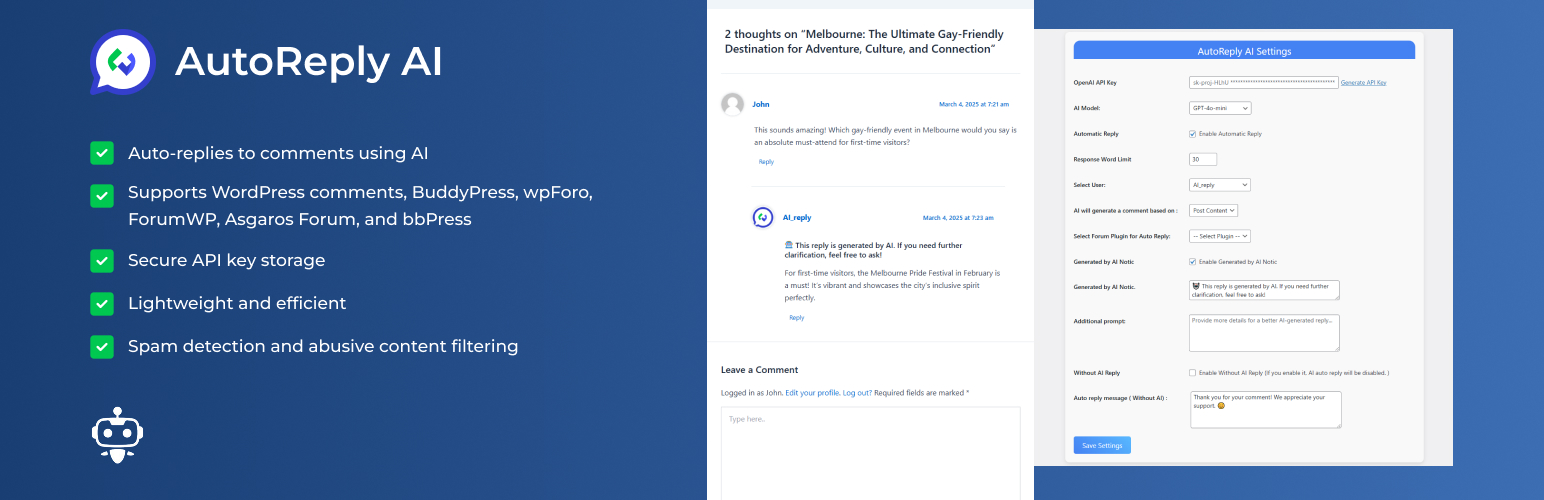 AutoReply AI
Auto-replies to comments using AI
Supports WordPress comments, BuddyPress, wpForo,
ForumWP, Asgaros Forum, and bbPress
Secure API key storage
Lightweight and efficient
Spam detection and abusive content filtering
2 thoughts on “Melbourne: The Ultimate Gay-Friendly
Destination for Adventure, Culture, and Connection”
John
March 4, 2025 at 7:21 am
This sounds amazing! Which gay-friendly event in Melbourne would you say is
an absolute must-attend for first-time visitors?
Reply
AI_reply
March 4, 2025 at 7:23 am
This reply is generated by AI. If you need further
clarification, feel free to ask!
For first-time visitors, the Melbourne Pride Festival in February is
a must! It's vibrant and showcases the city's inclusive spirit
perfectly.
Reply
Leave a Comment
Logged in as John. Edit your profile. Log out? Required fields are marked *
Type here..
AutoReply AI Settings
OpenAI API Key
Generate API Key
AI Model:
GPT-4o-mini
Automatic Reply
Enable Automatic Reply
Response Word Limit
30
Select User:
AI_reply
AI will generate a comment based on :
Post Content
Select Forum Plugin for Auto Reply:
-- Select Plugin --
Generated by AI Notic
Enable Generated by AI Notic
Generated by AI Notic.
This reply is generated by AI. If you need further
clarification, feel free to ask!
Additional prompt:
Provide more details for a better AI-generated reply...
Without AI Reply
Enable Without AI Reply (If you enable it, AI auto reply will be disabled. )
Auto reply message ( Without AI) :
Thank you for your comment! We appreciate your
support. 😊
Save Settings